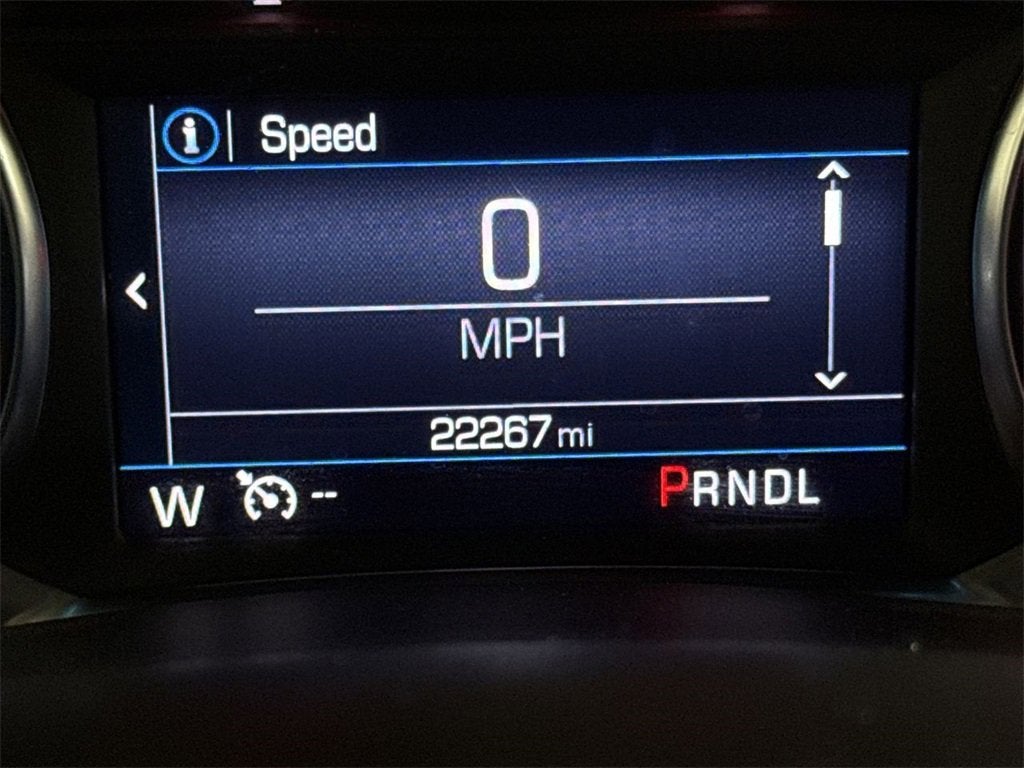 i Speed
0
MPH
22267 mi
W -- PRNDL